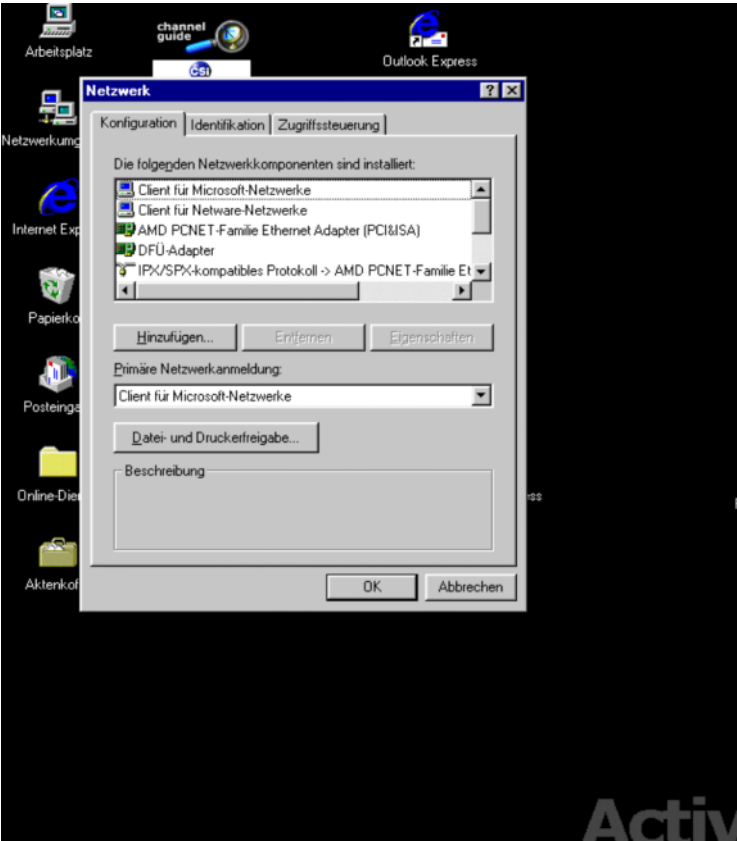 Arbeitsplatz
channel
guide
Outlook Express
CSi
Netzwerk
Netzwerkumg
Konfiguration
Identifikation
Zugriffssteuerung
Die folgenden Netzwerkkomponenten sind installiert:
Client für Microsoft-Netzwerke
Client für Netware-Netzwerke
AMD PCNET-Familie Ethernet Adapter (PCI&ISA)
DFÜ-Adapter
IPX/SPX-kompatibles Protokoll -> AMD PCNET-Familie Et
Internet Exp
Papierko
Hinzufügen...
Entfernen
Eigenschaften
Primäre Netzwerkanmeldung:
Client für Microsoft-Netzwerke
Posteinga
Datei- und Druckerfreigabe...
Beschreibung
Online-Dien
ess
Aktenkof
OK
Abbrechen
Activ